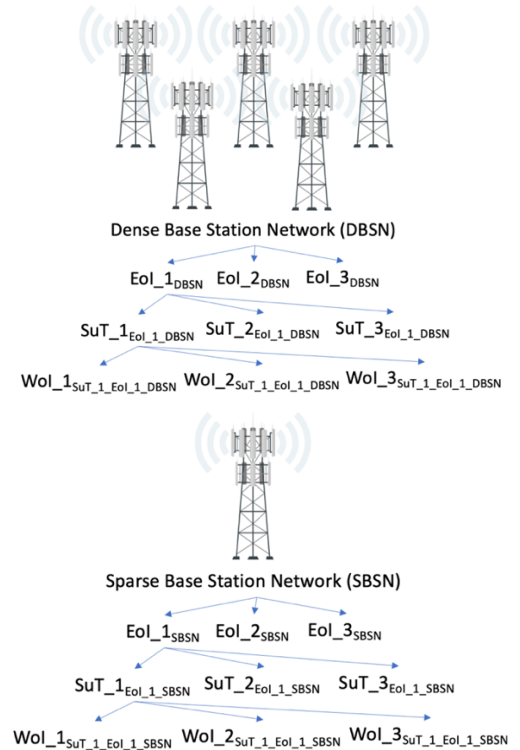 Dense Base Station Network (DBSN)
EoI_1DBSN EoI_2DBSN EoI_3DBSN
SuT_1EoI_1_DBSN SuT_2EoI_1_DBSN SuT_3EoI_1_DBSN
WoI_1SuT_1_EoI_1_DBSN WoI_2SuT_1_EoI_1_DBSN WoI_3SuT_1_EoI_1_DBSN
Sparse Base Station Network (SBSN)
EoI_1SBSN EoI_2SBSN EoI_3SBSN
SuT_1EoI_1_SBSN SuT_2EoI_1_SBSN SuT_3EoI_1_SBSN
WoI_1SuT_1_EoI_1_SBSN WoI_2SuT_1_EoI_1_SBSN WoI_3SuT_1_EoI_1_SBSN